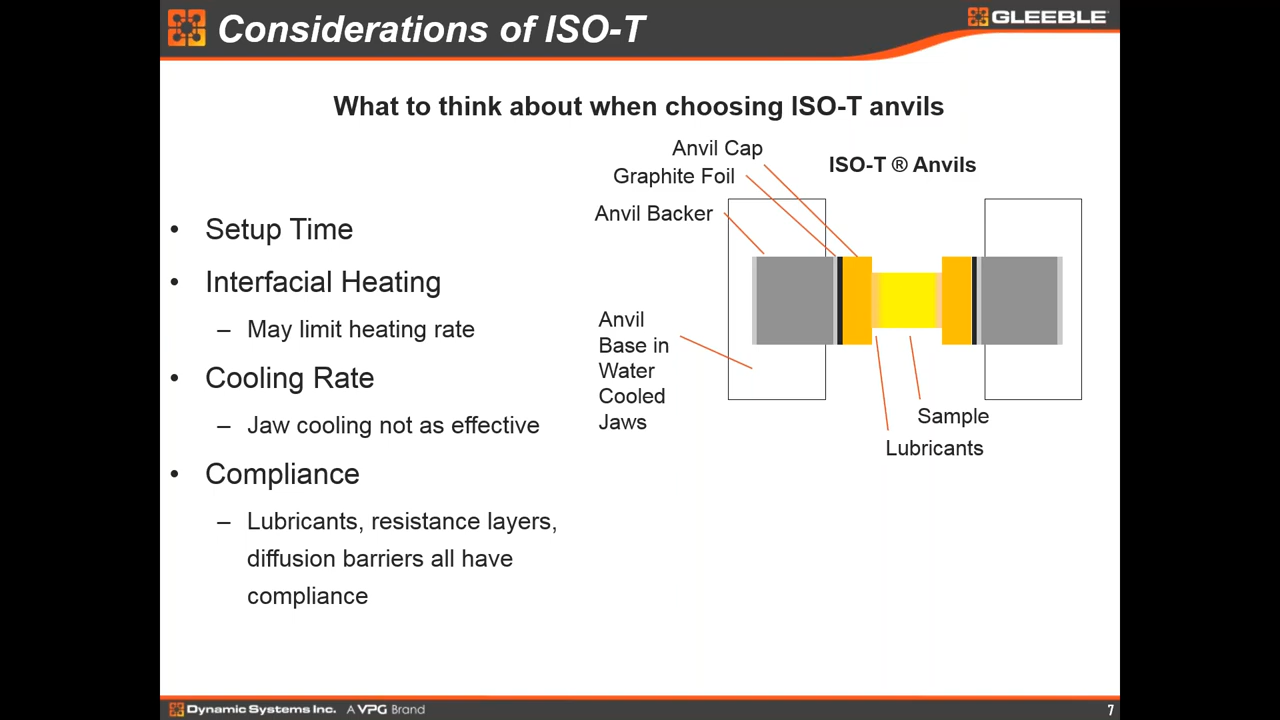 Considerations of ISO-T
GLEEBLE®
What to think about when choosing ISO-T anvils
• Setup Time
• Interfacial Heating
– May limit heating rate
• Cooling Rate
– Jaw cooling not as effective
• Compliance
– Lubricants, resistance layers,
diffusion barriers all have
compliance
ISO-T ® Anvils
Anvil Cap
Graphite Foil
Anvil Backer
Anvil
Base in
Water
Cooled
Jaws
Sample
Lubricants
Dynamic Systems Inc. A VPG Brand
7